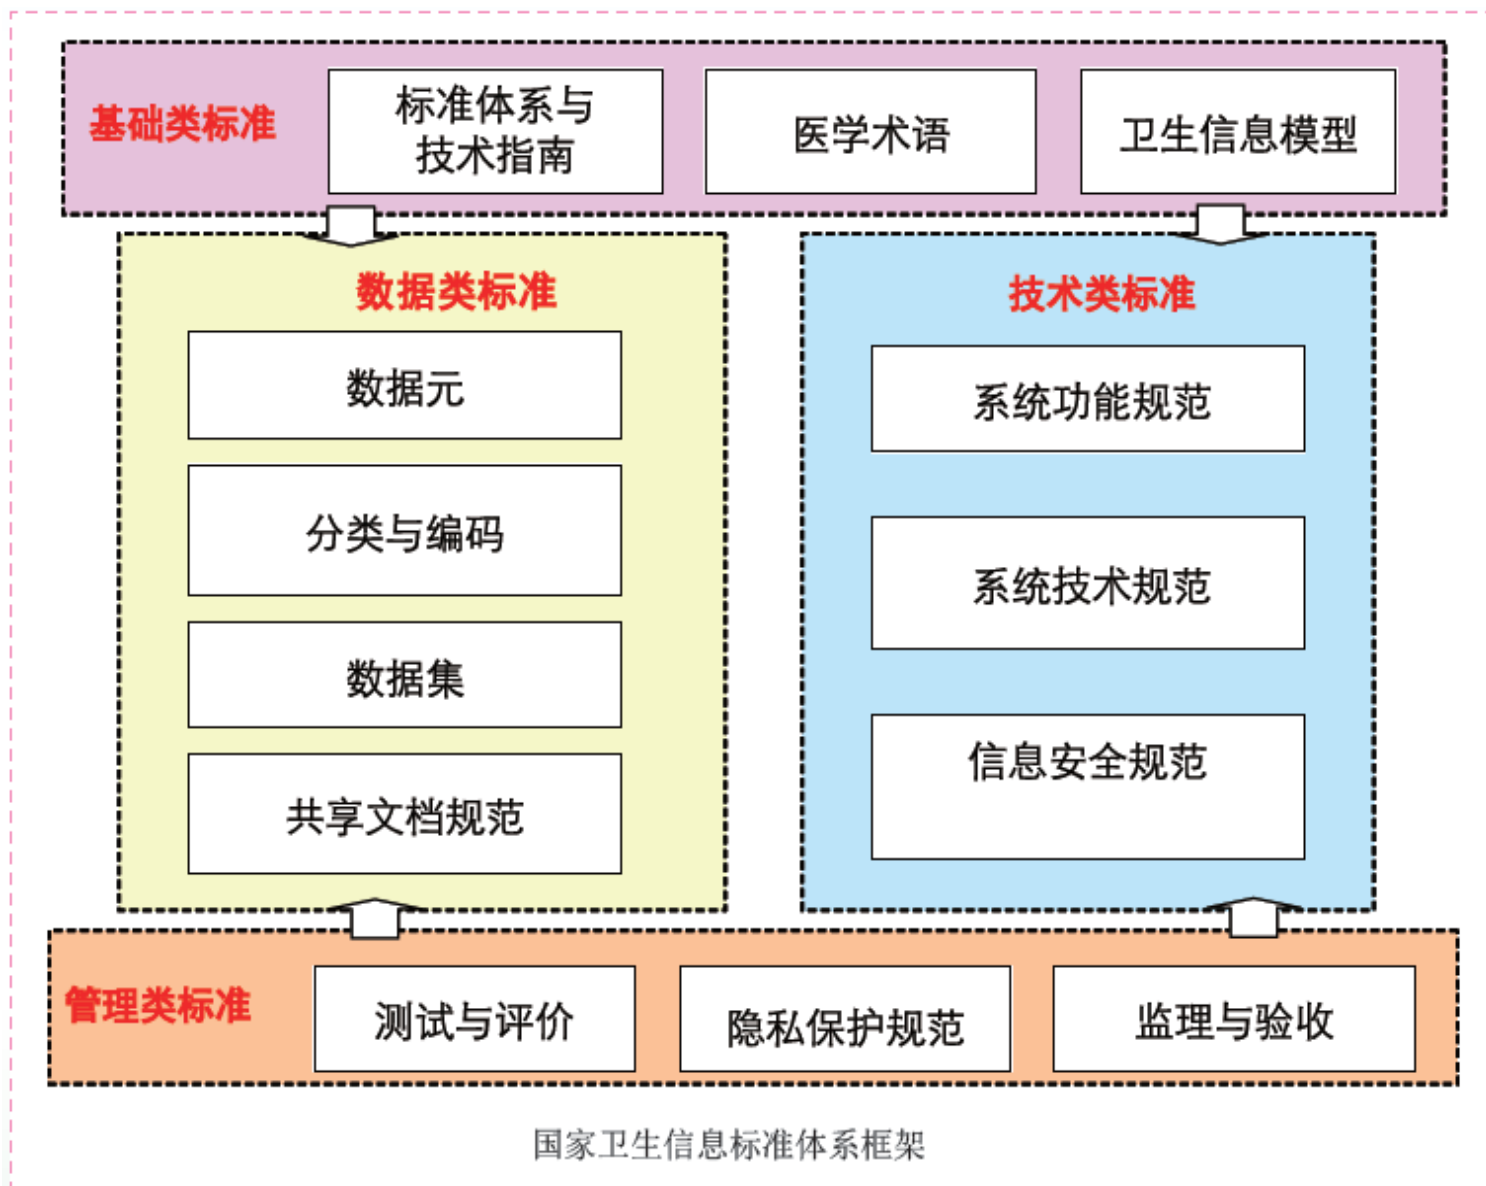 基础类标准
标准体系与
技术指南
医学术语
卫生信息模型
数据类标准
数据元
分类与编码
数据集
共享文档规范
技术类标准
系统功能规范
系统技术规范
信息安全规范
管理类标准
测试与评价
隐私保护规范
监理与验收
国家卫生信息标准体系框架